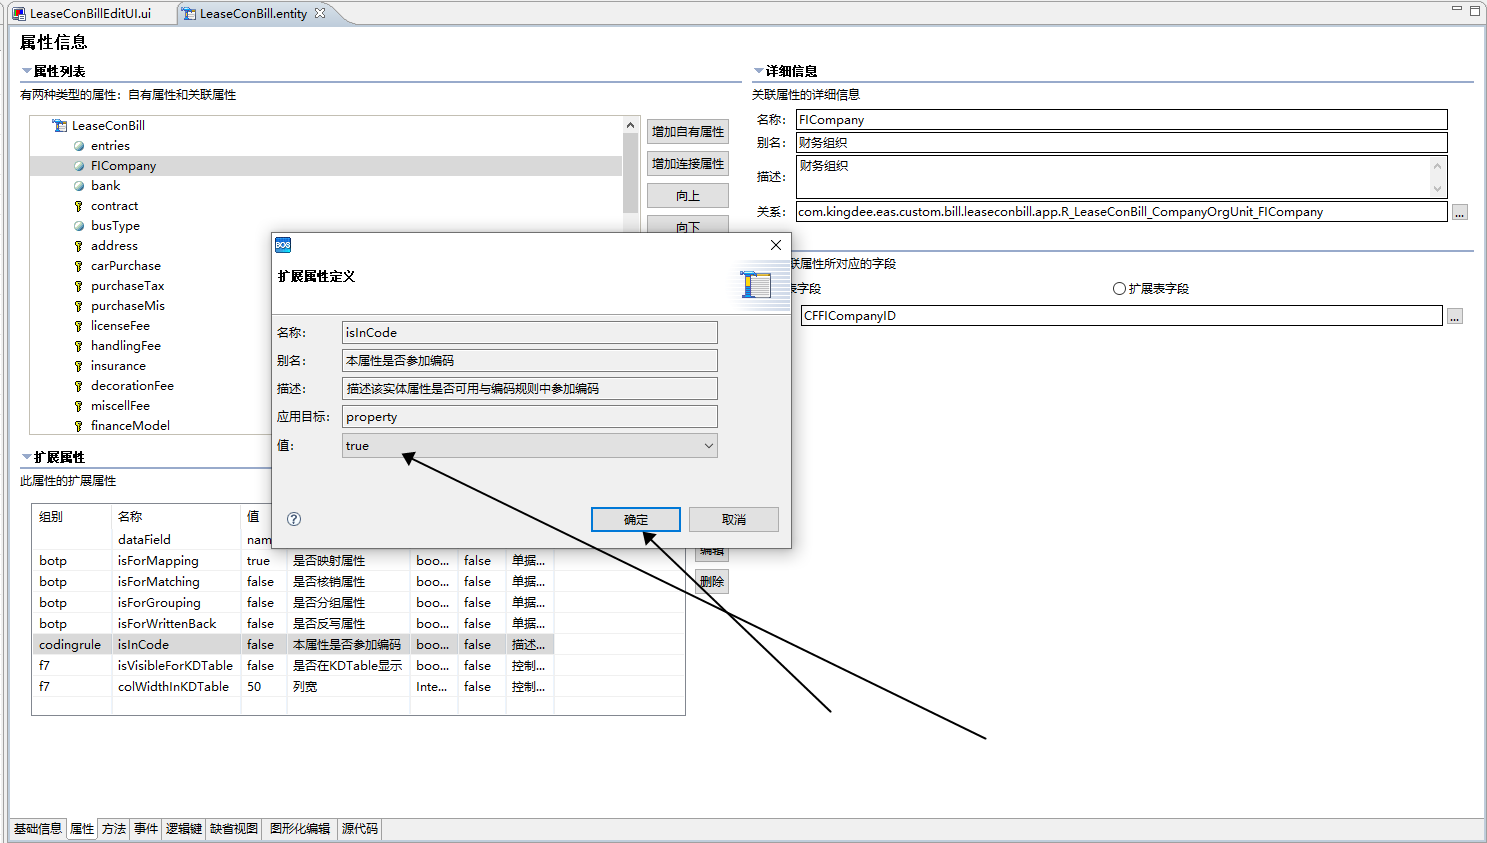 LeaseConBillEditUI.ui
LeaseConBill.entity
属性信息
属性列表
有两种类型的属性：自有属性和关联属性
LeaseConBill
entries
FICompany
bank
contract
busType
address
carPurchase
purchaseTax
purchaseMis
licenseFee
handlingFee
insurance
decorationFee
miscellFee
financeModel
增加自有属性
增加连接属性
向上
向下
详细信息
关联属性的详细信息
名称： FICompany
别名： 财务组织
描述： 财务组织
关系： com.kingdee.eas.custom.bill.leaseconbill.app.R_LeaseConBill_CompanyOrgUnit_FICompany ...
联属性所对应的字段
表字段 扩展表字段
CFFICompanyID ...
BOS
扩展属性定义
名称： isInCode
别名： 本属性是否参加编码
描述： 描述该实体属性是否可用与编码规则中参加编码
应用目标： property
值： true
确定 取消
扩展属性
此属性的扩展属性
组别 名称 值
dataField nam
botp isForMapping true 是否映射属性 boo... false 单据...
botp isForMatching false 是否核销属性 boo... false 单据...
botp isForGrouping false 是否分组属性 boo... false 单据...
botp isForWrittenBack false 是否反写属性 boo... false 单据...
codingrule isInCode false 本属性是否参加编码 boo... false 描述...
f7 isVisibleForKDTable false 是否在KDTable显示 boo... false 控制...
f7 colWidthInKDTable 50 列宽 Inte... false 控制...
编辑
删除
基础信息 属性 方法 事件 逻辑键 缺省视图 图形化编辑 源代码